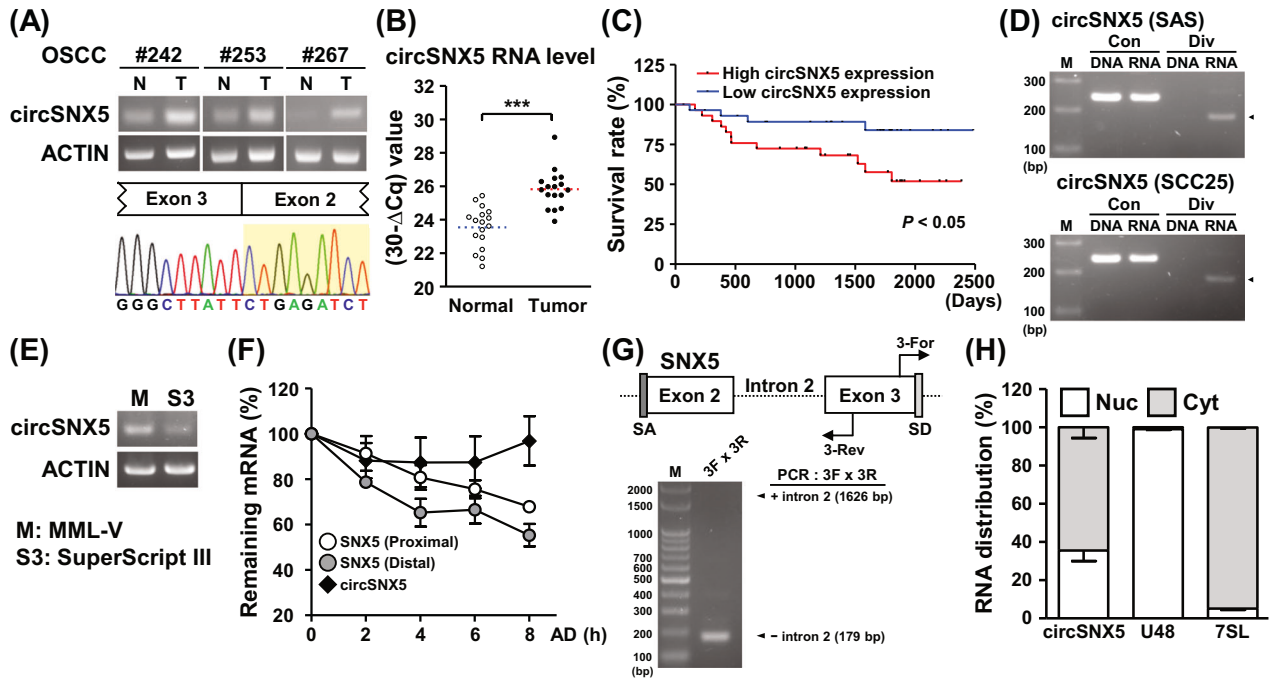 (A)
OSCC #242 #253 #267
N T N T N T
circSNX5
ACTIN
Exon 3 Exon 2
GGGCTTATTCTGAGATCT
(B)
circSNX5 RNA level
(30-ΔCq) value
***
30
28
26
24
22
20
Normal Tumor
(C)
Survival rate (%)
125
100
75
50
25
0
High circSNX5 expression
Low circSNX5 expression
P < 0.05
0 500 1000 1500 2000 2500
(Days)
(D)
circSNX5 (SAS)
Con Div
M DNA RNA DNA RNA
300
200
100
(bp)
circSNX5 (SCC25)
Con Div
M DNA RNA DNA RNA
300
200
100
(bp)
(E)
M S3
circSNX5
ACTIN
M: MML-V
S3: SuperScript III
(F)
Remaining mRNA (%)
120
100
80
60
40
20
SNX5 (Proximal)
SNX5 (Distal)
circSNX5
0 2 4 6 8
AD (h)
(G)
SNX5
3-For
Exon 2 Intron 2 Exon 3
SA SD
3-Rev
M 3F x 3R
PCR : 3F x 3R
2000
1500
1000
700
600
500
400
300
200
100
(bp)
+ intron 2 (1626 bp)
− intron 2 (179 bp)
(H)
RNA distribution (%)
120
100
80
60
40
20
0
Nuc Cyt
circSNX5 U48 7SL